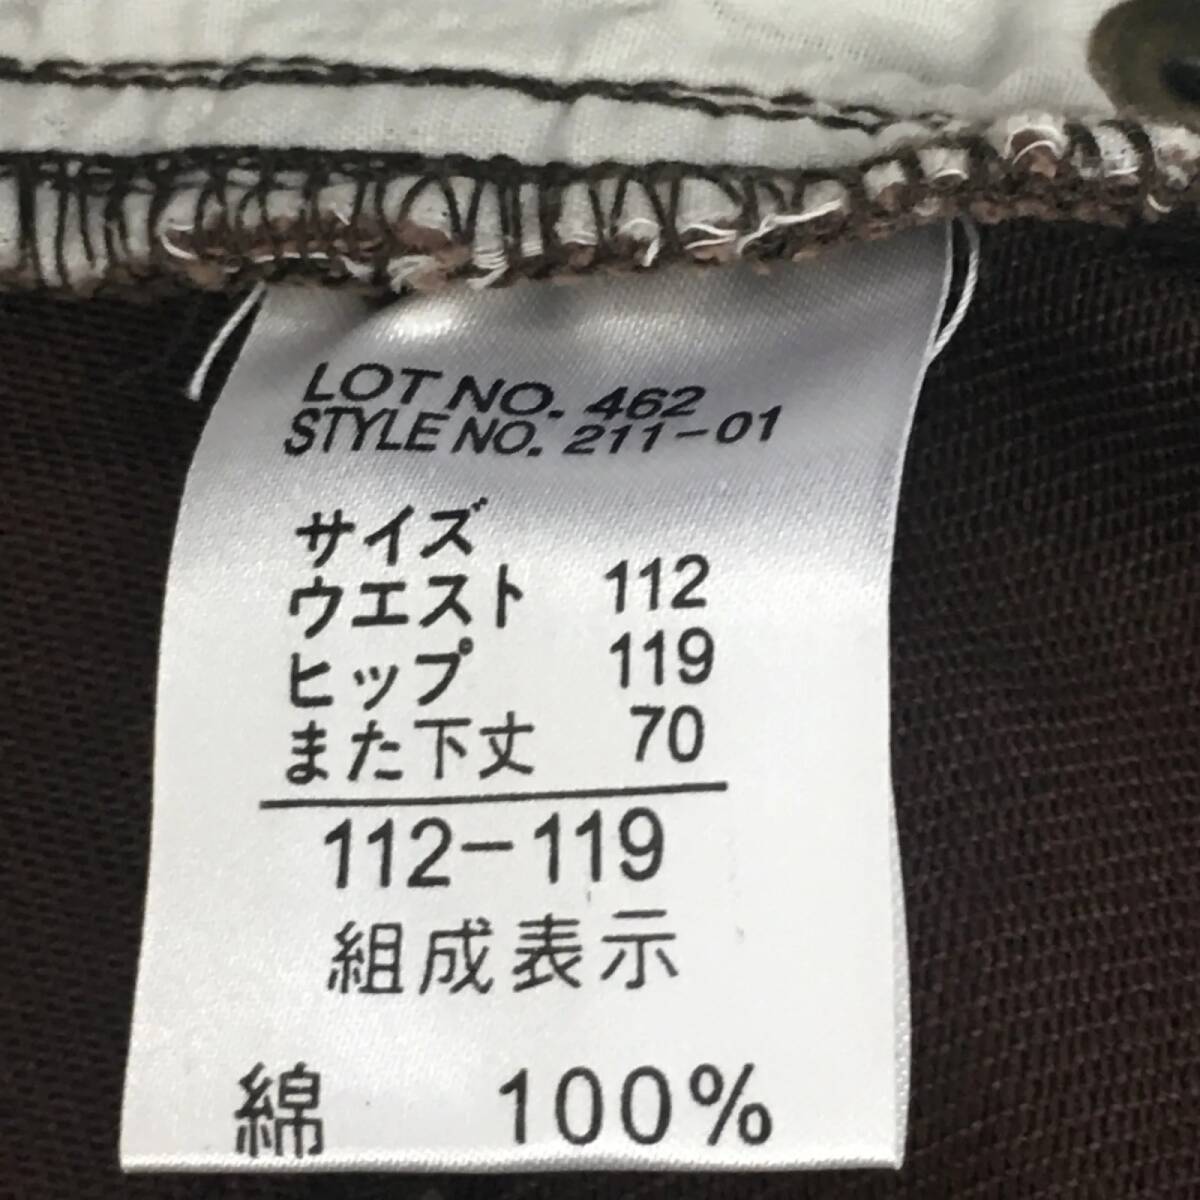 LOT NO. 462
STYLE NO. 211-01
サイズ
ウエスト 112
ヒップ 119
また下丈 70
112-119
組成表示
綿 100%